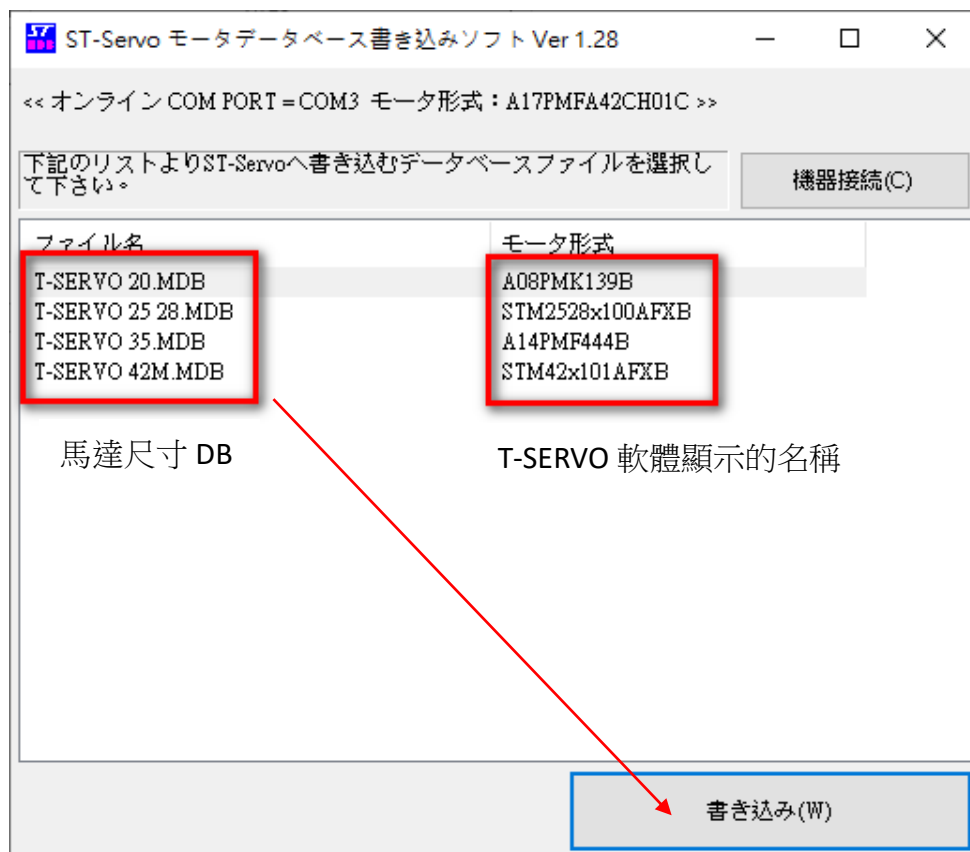 ST-Servo モータデータベース書き込みソフト Ver 1.28
<< オンライン COM PORT = COM3 モータ形式：A17PMFA42CH01C >>
下記のリストよりST-Servoへ書き込むデータベースファイルを選択し
て下さい。
機器接続(C)
ファイル名 モータ形式
T-SERVO 20.MDB A08PMK139B
T-SERVO 25 28.MDB STM2528x100AFXB
T-SERVO 35.MDB A14PMF444B
T-SERVO 42M.MDB STM42x101AFXB
馬達尺寸 DB T-SERVO 軟體顯示的名稱
書き込み(W)